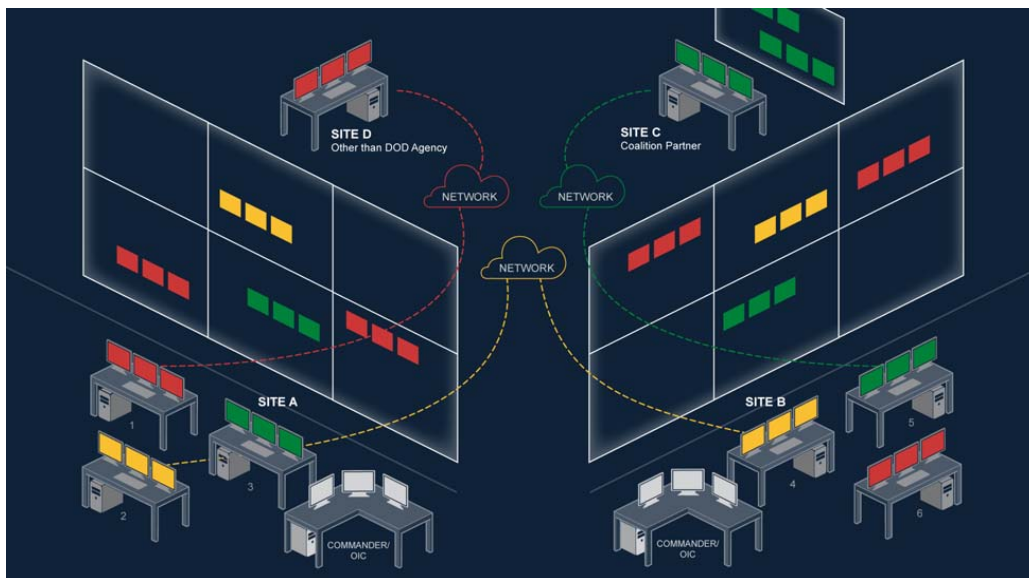 SITE D
Other than DOD Agency
SITE C
Coalition Partner
NETWORK
NETWORK
NETWORK
SITE A
SITE B
1
2
3
4
5
6
COMMANDER/
OIC
COMMANDER/
OIC